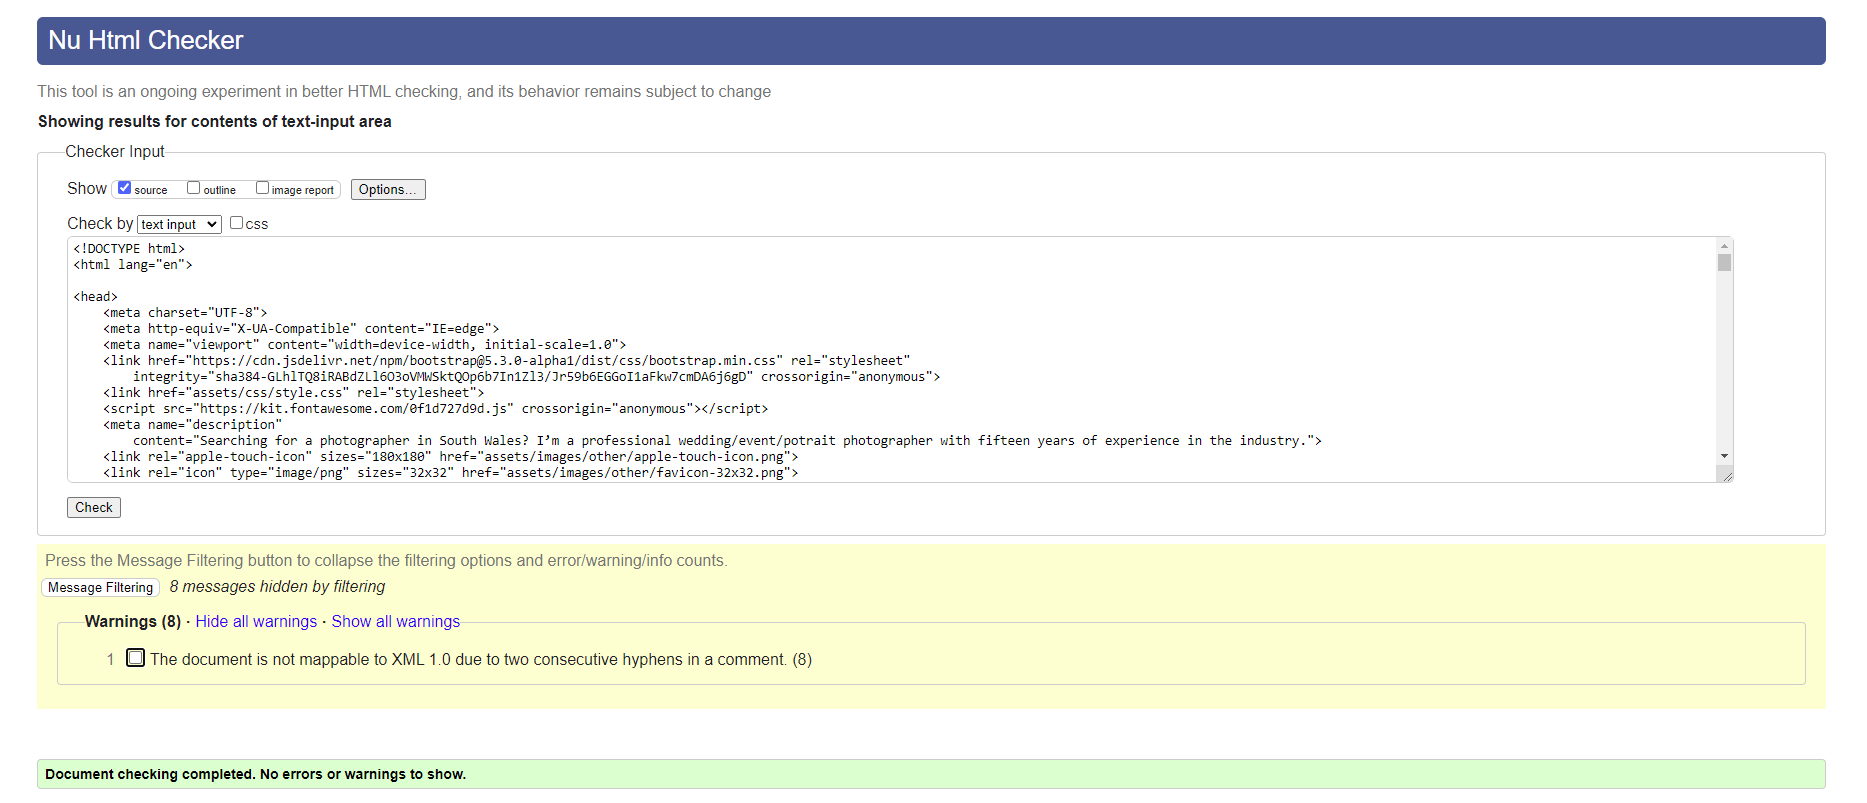 Nu Html Checker
This tool is an ongoing experiment in better HTML checking, and its behavior remains subject to change
Showing results for contents of text-input area
Checker Input
Show source outline image report Options...
Check by text input css
<!DOCTYPE html>
<html lang="en">
<head>
<meta charset="UTF-8">
<meta http-equiv="X-UA-Compatible" content="IE=edge">
<meta name="viewport" content="width=device-width, initial-scale=1.0">
<link href="https://cdn.jsdelivr.net/npm/bootstrap@5.3.0-alpha1/dist/css/bootstrap.min.css" rel="stylesheet"
integrity="sha384-GLhlTQ8iRABdZLl6O3oVMWSktQOp6b7In1Zl3/Jr59b6EGGoI1aFkw7cmDA6j6gD" crossorigin="anonymous">
<link href="assets/css/style.css" rel="stylesheet">
<script src="https://kit.fontawesome.com/0f1d727d9d.js" crossorigin="anonymous"></script>
<meta name="description"
content="Searching for a photographer in South Wales? I’m a professional wedding/event/potrait photographer with fifteen years of experience in the industry.">
<link rel="apple-touch-icon" sizes="180x180" href="assets/images/other/apple-touch-icon.png">
<link rel="icon" type="image/png" sizes="32x32" href="assets/images/other/favicon-32x32.png">
Check
Press the Message Filtering button to collapse the filtering options and error/warning/info counts.
Message Filtering 8 messages hidden by filtering
Warnings (8) · Hide all warnings · Show all warnings
1 The document is not mappable to XML 1.0 due to two consecutive hyphens in a comment. (8)
Document checking completed. No errors or warnings to show.